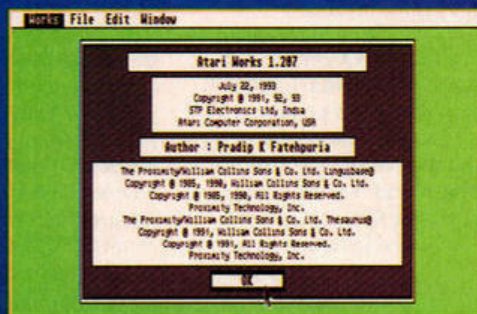 Works File Edit Window
Atari Works 1.207
July 22, 1993
Copyright @ 1991, 92, 93
STP Electronics Ltd, India
Atari Computer Corporation, USA
Author : Pradip K Fatehpuria
The Proximity/William Collins Sons & Co. Ltd. Linguabase@
Copyright @ 1985, 1990, William Collins Sons & Co. Ltd.
Copyright @ 1985, 1990, All Rights Reserved.
Proximity Technology, Inc.
The Proximity/William Collins Sons & Co. Ltd. Thesaurus@
Copyright @ 1991, William Collins Sons & Co. Ltd.
Copyright @ 1991, All Rights Reserved.
Proximity Technology, Inc.
OK